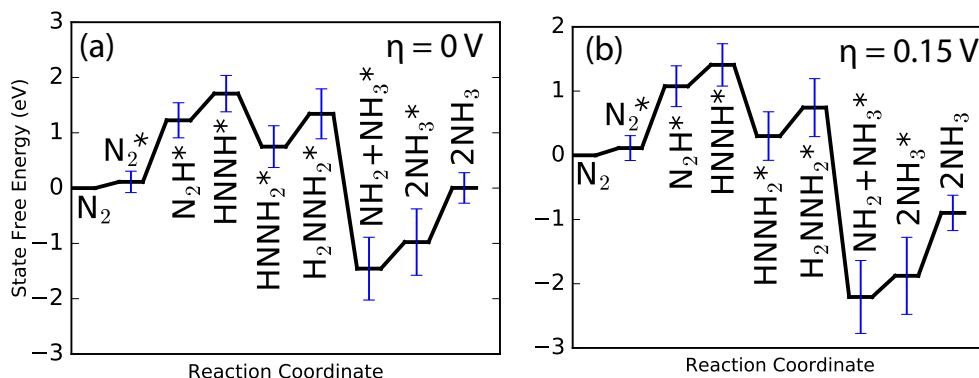 (a)
η = 0 V
State Free Energy (eV)
3
2
1
0
−1
−2
−3
N₂
N₂*
N₂H*
HNNH*
HNNH₂*
H₂NNH₂*
NH₂+NH₃*
2NH₃*
2NH₃
Reaction Coordinate
(b)
η = 0.15 V
2
1
0
−1
−2
−3
N₂
N₂*
N₂H*
HNNH*
HNNH₂*
H₂NNH₂*
NH₂+NH₃*
2NH₃*
2NH₃
Reaction Coordinate